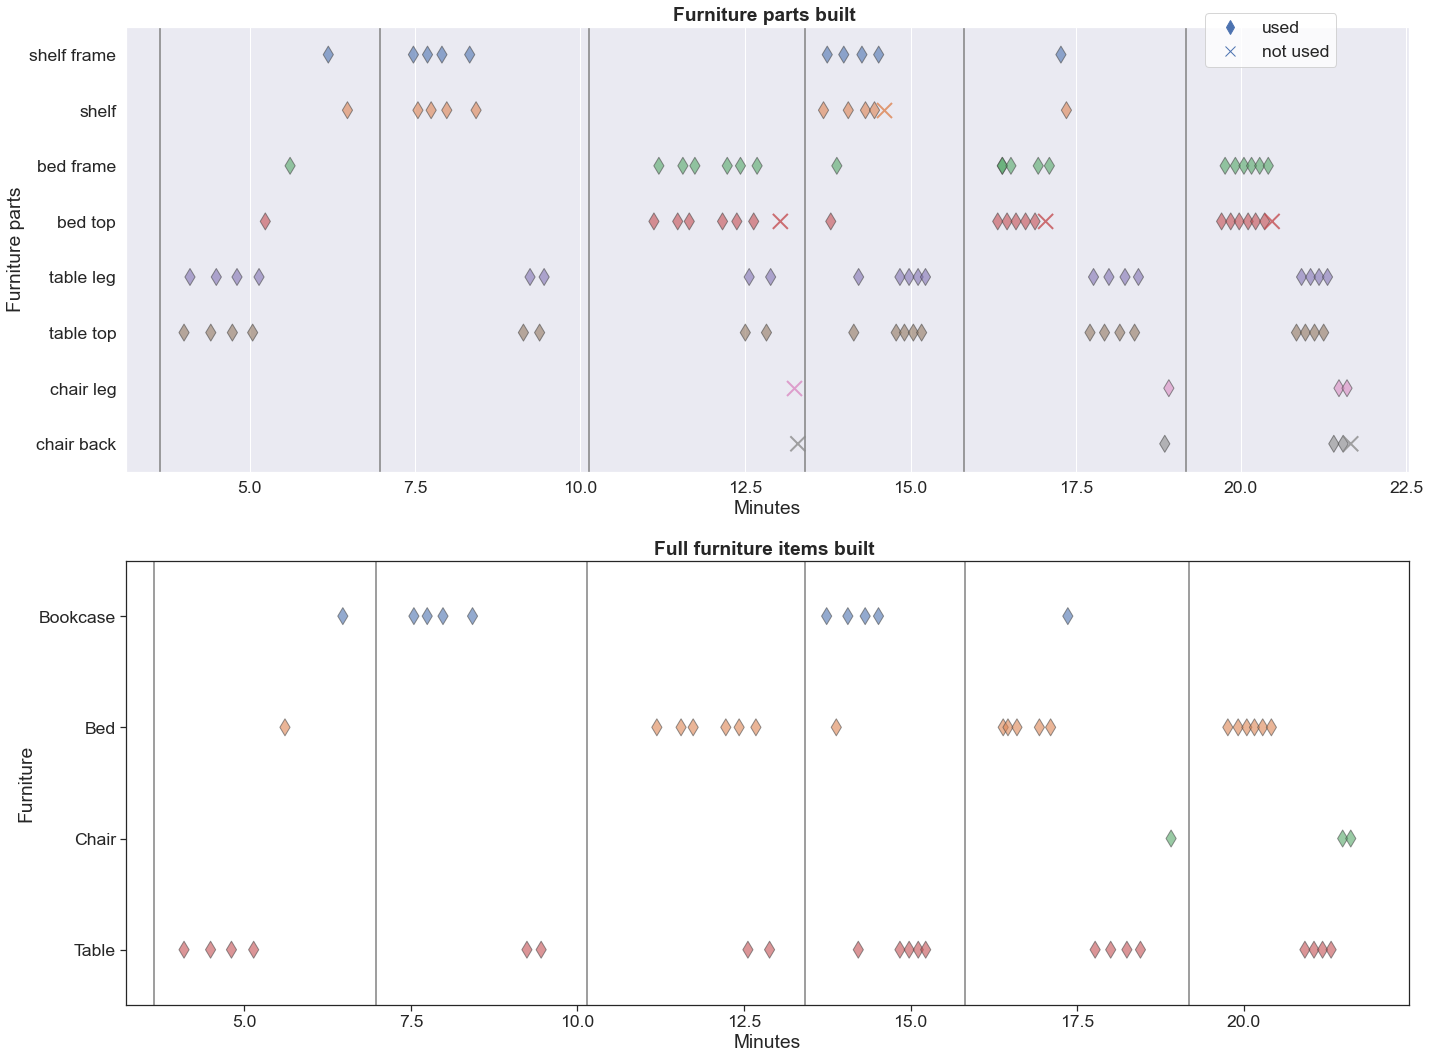 Furniture parts built
used
not used
shelf frame
shelf
bed frame
bed top
table leg
table top
chair leg
chair back
Furniture parts
5.0 7.5 10.0 12.5 15.0 17.5 20.0 22.5
Minutes
Full furniture items built
Bookcase
Bed
Chair
Table
Furniture
5.0 7.5 10.0 12.5 15.0 17.5 20.0
Minutes